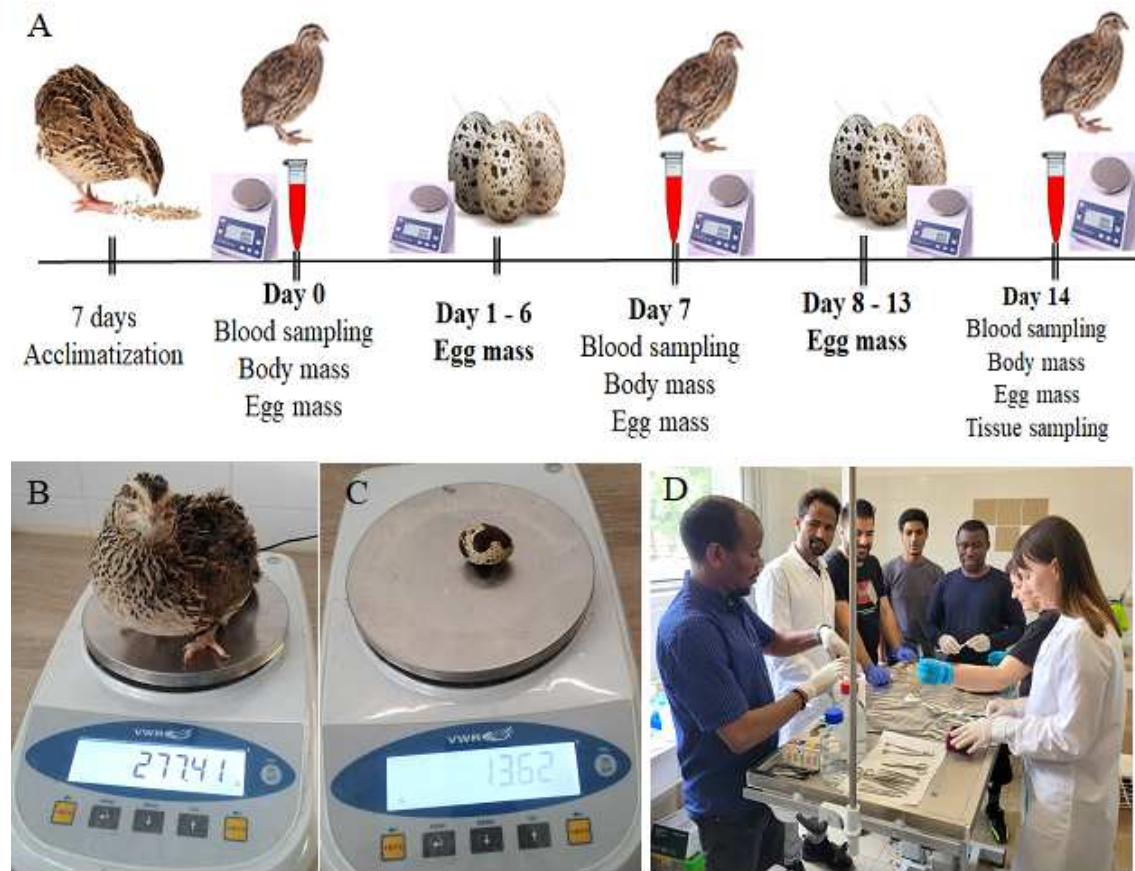 A
7 days
Acclimatization
Day 0
Blood sampling
Body mass
Egg mass
Day 1 - 6
Egg mass
Day 7
Blood sampling
Body mass
Egg mass
Day 8 - 13
Egg mass
Day 14
Blood sampling
Body mass
Egg mass
Tissue sampling
B
VWR
277.41
C
VWR
13.62
D